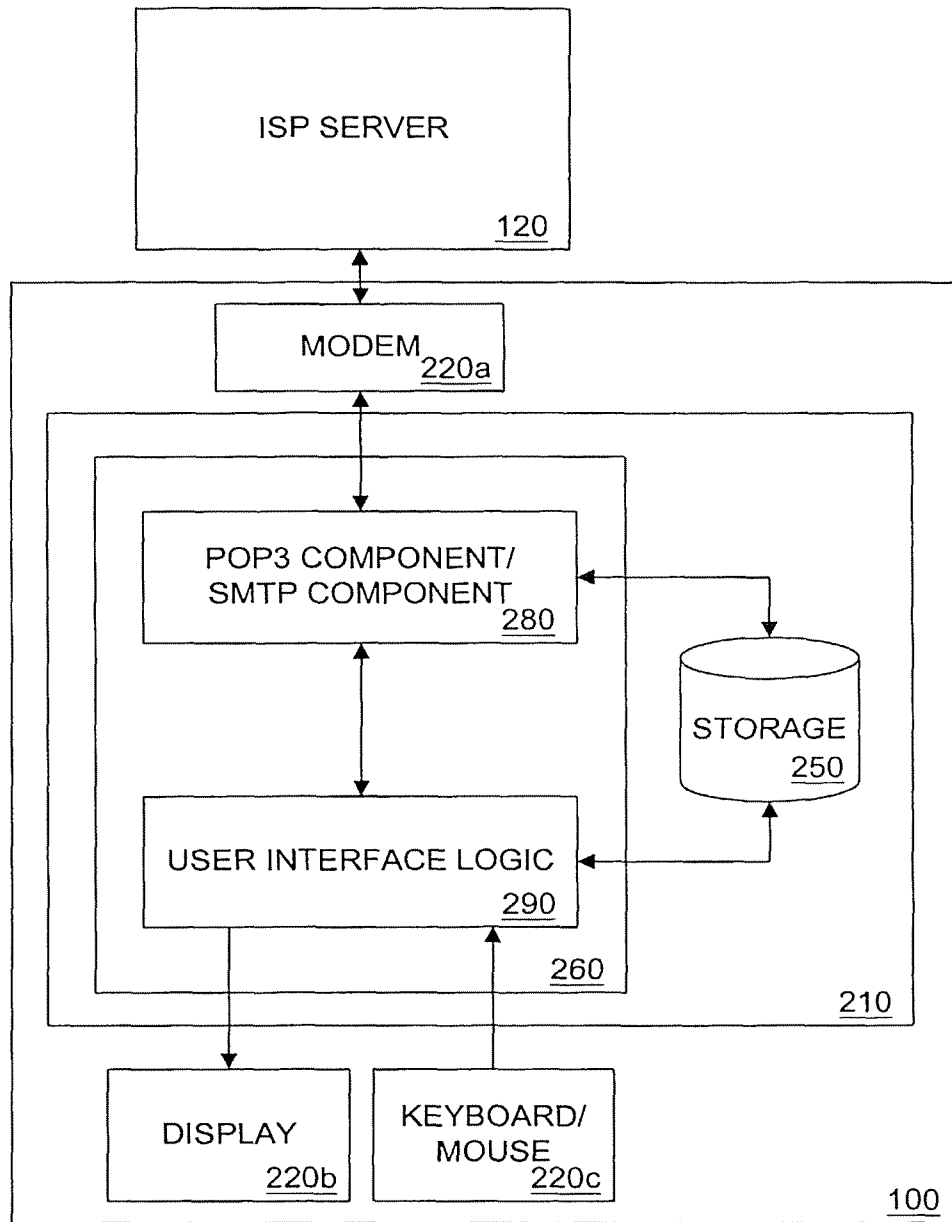 ISP SERVER
120
MODEM
220a
POP3 COMPONENT/
SMTP COMPONENT
280
STORAGE
250
USER INTERFACE LOGIC
290
260
210
DISPLAY
220b
KEYBOARD/
MOUSE
220c
100